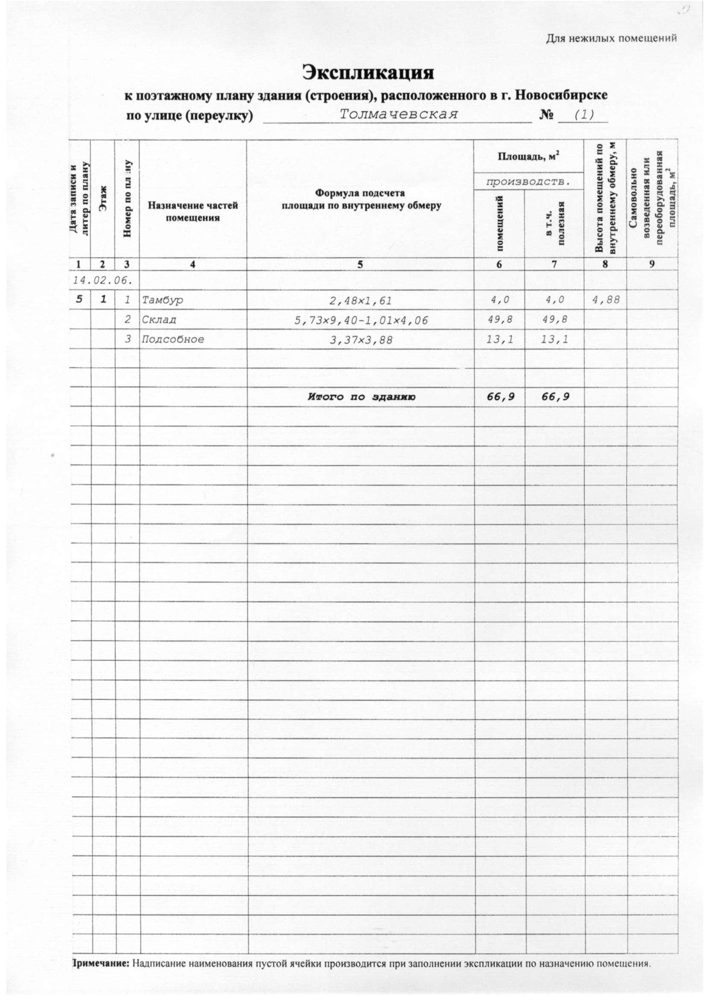 Для нежилых помещений
Экспликация
к поэтажному плану здания (строения), расположенного в г. Новосибирске
по улице (переулку) Толмачевская № (1)
Дата записи и литер по плану
Этаж
Номер по пл ну
Назначение частей помещения
Формула подсчета площади по внутреннему обмеру
Площадь, м²
производств.
помещений
в т.ч. полезная
Высота помещений по внутреннему обмеру, м
Самовольно возведенная или переоборудованная площадь, м²
1 2 3 4 5 6 7 8 9
14.02.06.
5 1 1 Тамбур 2,48×1,61 4,0 4,0 4,88
2 Склад 5,73×9,40-1,01×4,06 49,8 49,8
3 Подсобное 3,37×3,88 13,1 13,1
Итого по зданию 66,9 66,9
Примечание: Надписание наименования пустой ячейки производится при заполнении экспликации по назначению помещения.